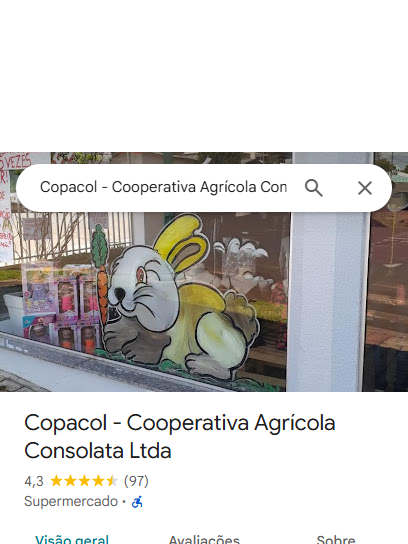 VEZES
Copacol - Cooperativa Agrícola Con
Copacol - Cooperativa Agrícola
Consolata Ltda
4,3 (97)
Supermercado ·
Visão geral Avaliações Sobre